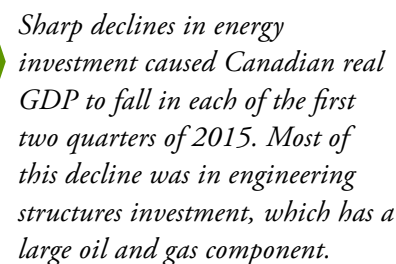 Sharp declines in energy
investment caused Canadian real
GDP to fall in each of the first
two quarters of 2015. Most of
this decline was in engineering
structures investment, which has a
large oil and gas component.